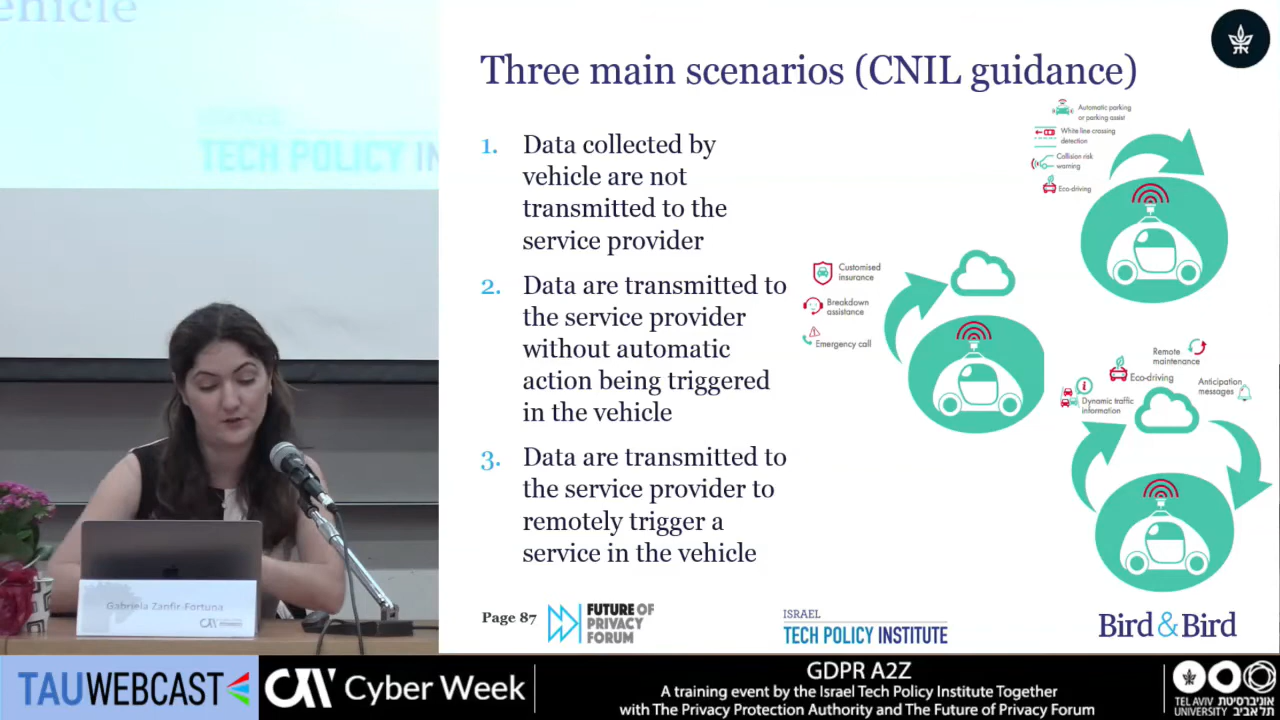 ehicle
TECH POLICY IN
Three main scenarios (CNIL guidance)
1. Data collected by
vehicle are not
transmitted to the
service provider
2. Data are transmitted to
the service provider
without automatic
action being triggered
in the vehicle
3. Data are transmitted to
the service provider to
remotely trigger a
service in the vehicle
Automatic parking
or parking assist
White line crossing
detection
Collision risk
warning
Eco-driving
Customised
insurance
Breakdown
assistance
Emergency call
Remote
maintenance
Eco-driving
Anticipation
messages
Dynamic traffic
information
Gabriela Zanfir-Fortuna
Page 87
FUTURE OF
PRIVACY
FORUM
ISRAEL
TECH POLICY INSTITUTE
Bird & Bird
TAUWEBCAST
Cyber Week
GDPR A2Z
A training event by the Israel Tech Policy Institute Together
with The Privacy Protection Authority and The Future of Privacy Forum
TEL AVIV אוניברסיטת
UNIVERSITY תל אביב